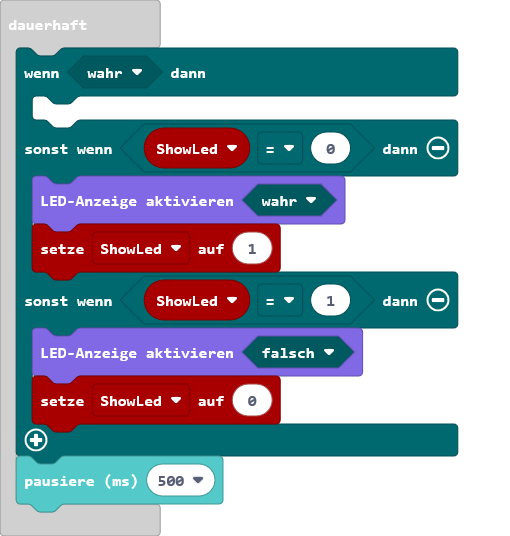 dauerhaft
wenn wahr dann
sonst wenn ShowLed = 0 dann
LED-Anzeige aktivieren wahr
setze ShowLed auf 1
sonst wenn ShowLed = 1 dann
LED-Anzeige aktivieren falsch
setze ShowLed auf 0
pausiere (ms) 500